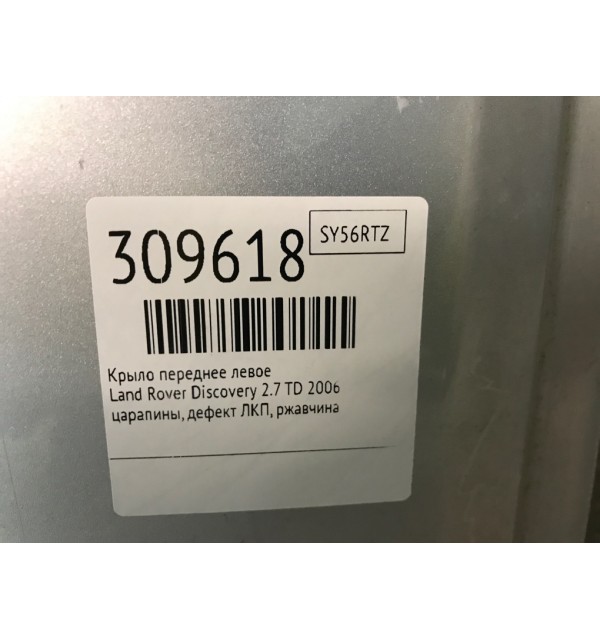 309618
SY56RTZ
Крыло переднее левое
Land Rover Discovery 2.7 TD 2006
царапины, дефект ЛКП, ржавчина